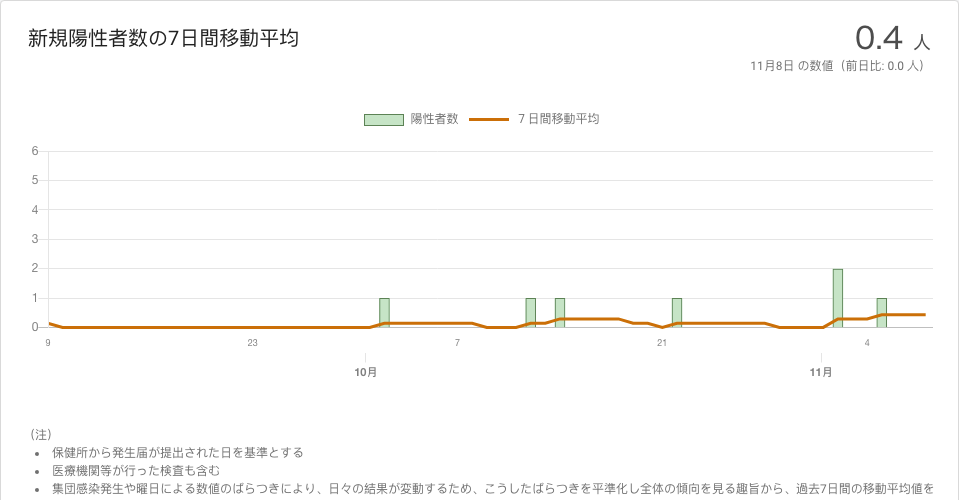 新規陽性者数の7日間移動平均
0.4 人
11月8日 の数値（前日比: 0.0 人）
陽性者数 7 日間移動平均
6
5
4
3
2
1
0
9 23 7 21 4
10月 11月
（注）
保健所から発生届が提出された日を基準とする
医療機関等が行った検査も含む
集団感染発生や曜日による数値のばらつきにより、日々の結果が変動するため、こうしたばらつきを平準化し全体の傾向を見る趣旨から、過去7日間の移動平均値を